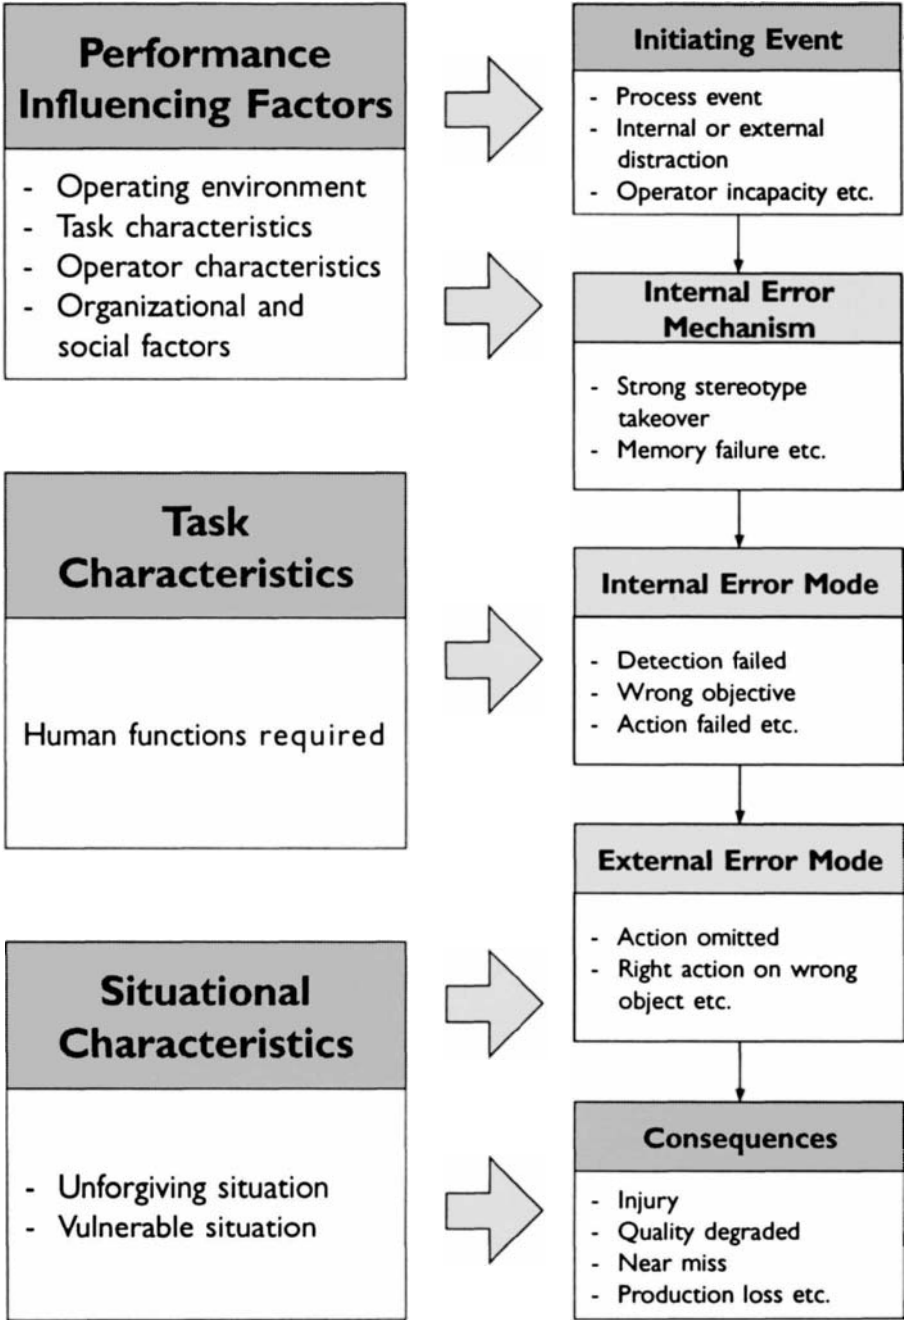 Performance
Influencing Factors
- Operating environment
- Task characteristics
- Operator characteristics
- Organizational and
social factors
Task
Characteristics
Human functions required
Situational
Characteristics
- Unforgiving situation
- Vulnerable situation
Initiating Event
- Process event
- Internal or external
distraction
- Operator incapacity etc.
Internal Error
Mechanism
- Strong stereotype
takeover
- Memory failure etc.
Internal Error Mode
- Detection failed
- Wrong objective
- Action failed etc.
External Error Mode
- Action omitted
- Right action on wrong
object etc.
Consequences
- Injury
- Quality degraded
- Near miss
- Production loss etc.